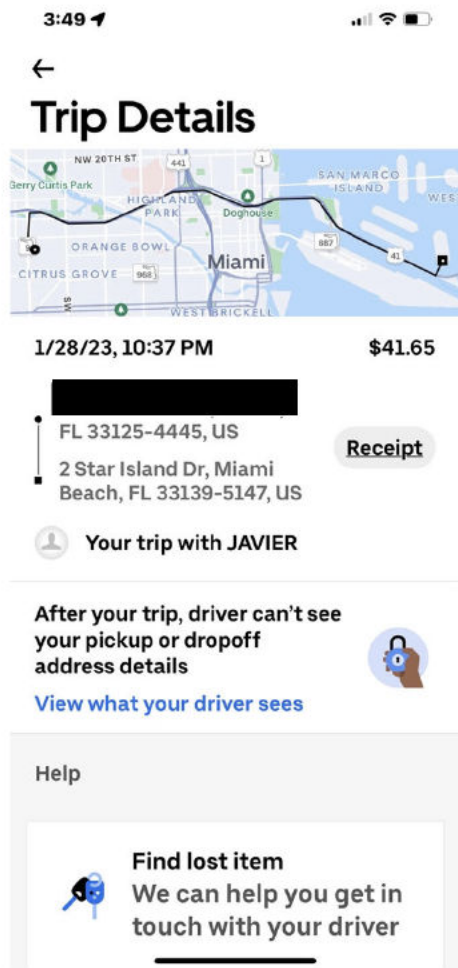 3:49
Trip Details
NW 20TH ST
441
1
Gerry Curtis Park
SAN MARCO
ISLAND
WES
HIGHLAND
PARK
Doghouse
ORANGE BOWL
Miami
887
41
CITRUS GROVE
968
SW
WEST BRICKELL
1/28/23, 10:37 PM
$41.65
FL 33125-4445, US
Receipt
2 Star Island Dr, Miami
Beach, FL 33139-5147, US
Your trip with JAVIER
After your trip, driver can't see
your pickup or dropoff
address details
View what your driver sees
Help
Find lost item
We can help you get in
touch with your driver